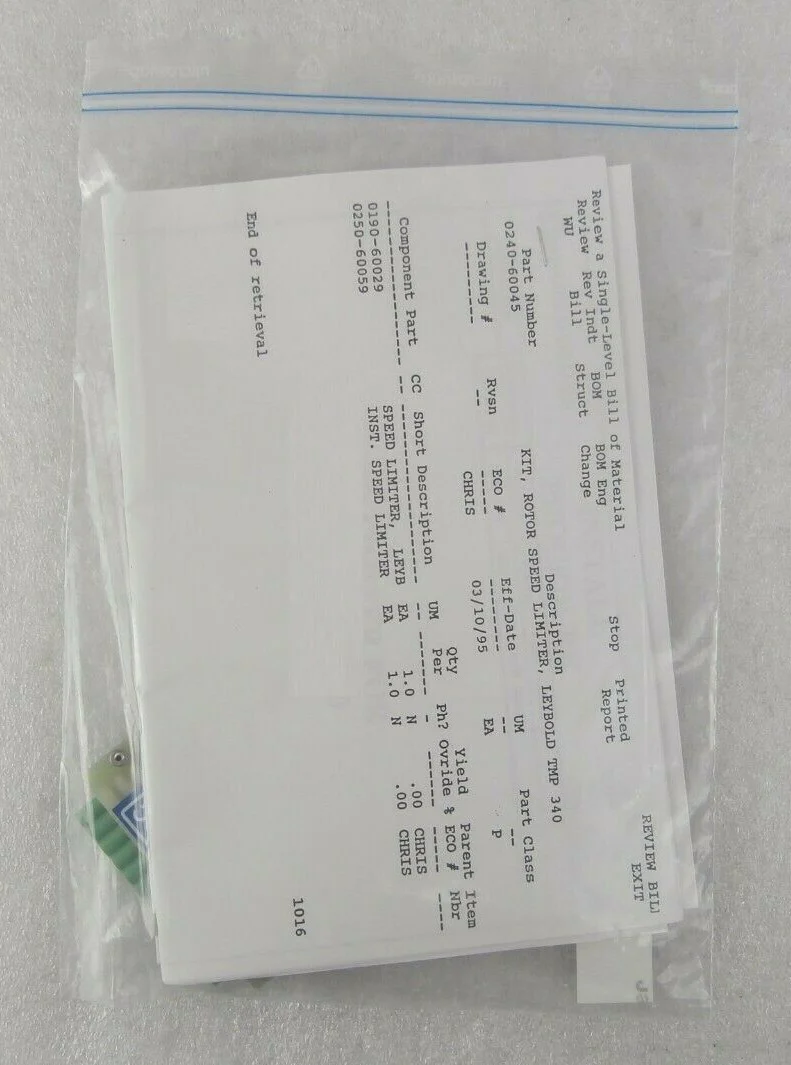 REVIEW BIL
EXIT
Review a Single-Level Bill of Material
Review Rev Indt BOM BOM Eng Stop Printed
WU Bill Struct Change Report
Part Number Description
0240-60045 KIT, ROTOR SPEED LIMITER, LEYBOLD TMP 340
Drawing # Rvsn ECO # Eff-Date UM Part Class
--------- -- ----- -------- -- --
CHRIS 03/10/95 EA P
Qty Yield Parent Item
Component Part CC Short Description UM Per Ph? Ovride % ECO # Nbr
------------------ -- -------------------- -- ------- - ------- ----- ----
0190-60029 SPEED LIMITER, LEYB EA 1.0 N .00 CHRIS
0250-60059 INST. SPEED LIMITER EA 1.0 N .00 CHRIS
1016
End of retrieval